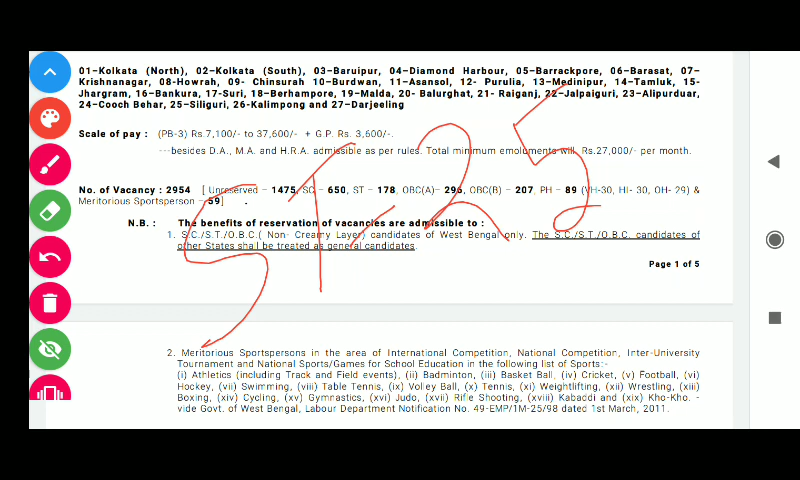 01–Kolkata (North), 02–Kolkata (South), 03–Baruipur, 04–Diamond Harbour, 05–Barrackpore, 06–Barasat, 07–
Krishnanagar, 08-Howrah, 09- Chinsurah 10–Burdwan, 11–Asansol, 12- Purulia, 13–Medinipur, 14–Tamluk, 15-
Jhargram, 16–Bankura, 17-Suri, 18–Berhampore, 19–Malda, 20- Balurghat, 21- Raiganj, 22–Jalpaiguri, 23–Alipurduar,
24–Cooch Behar, 25–Siliguri, 26-Kalimpong and 27–Darjeeling
Scale of pay : (PB-3) Rs.7,100/- to 37,600/- + G.P. Rs. 3,600/-.
---besides D.A., M.A. and H.R.A. admissible as per rules. Total minimum emoluments will Rs.27,000/- per month.
No. of Vacancy : 2954 [ Unreserved – 1475, SC – 650, ST – 178, OBC(A)– 296, OBC(B) – 207, PH – 89 (VH-30, HI- 30, OH- 29) &
Meritorious Sportsperson – 59] .
N.B. : The benefits of reservation of vacancies are admissible to :
1. S.C./S.T./O.B.C.( Non- Creamy Layer) candidates of West Bengal only. The S.C./S.T./O.B.C. candidates of
other States shall be treated as general candidates.
Page 1 of 5
2. Meritorious Sportspersons in the area of International Competition, National Competition, Inter-University
Tournament and National Sports/Games for School Education in the following list of Sports:-
(i) Athletics (including Track and Field events), (ii) Badminton, (iii) Basket Ball, (iv) Cricket, (v) Football, (vi)
Hockey, (vii) Swimming, (viii) Table Tennis, (ix) Volley Ball, (x) Tennis, (xi) Weightlifting, (xii) Wrestling, (xiii)
Boxing, (xiv) Cycling, (xv) Gymnastics, (xvi) Judo, (xvii) Rifle Shooting, (xviii) Kabaddi and (xix) Kho-Kho. -
vide Govt. of West Bengal, Labour Department Notification No. 49-EMP/1M-25/98 dated 1st March, 2011.